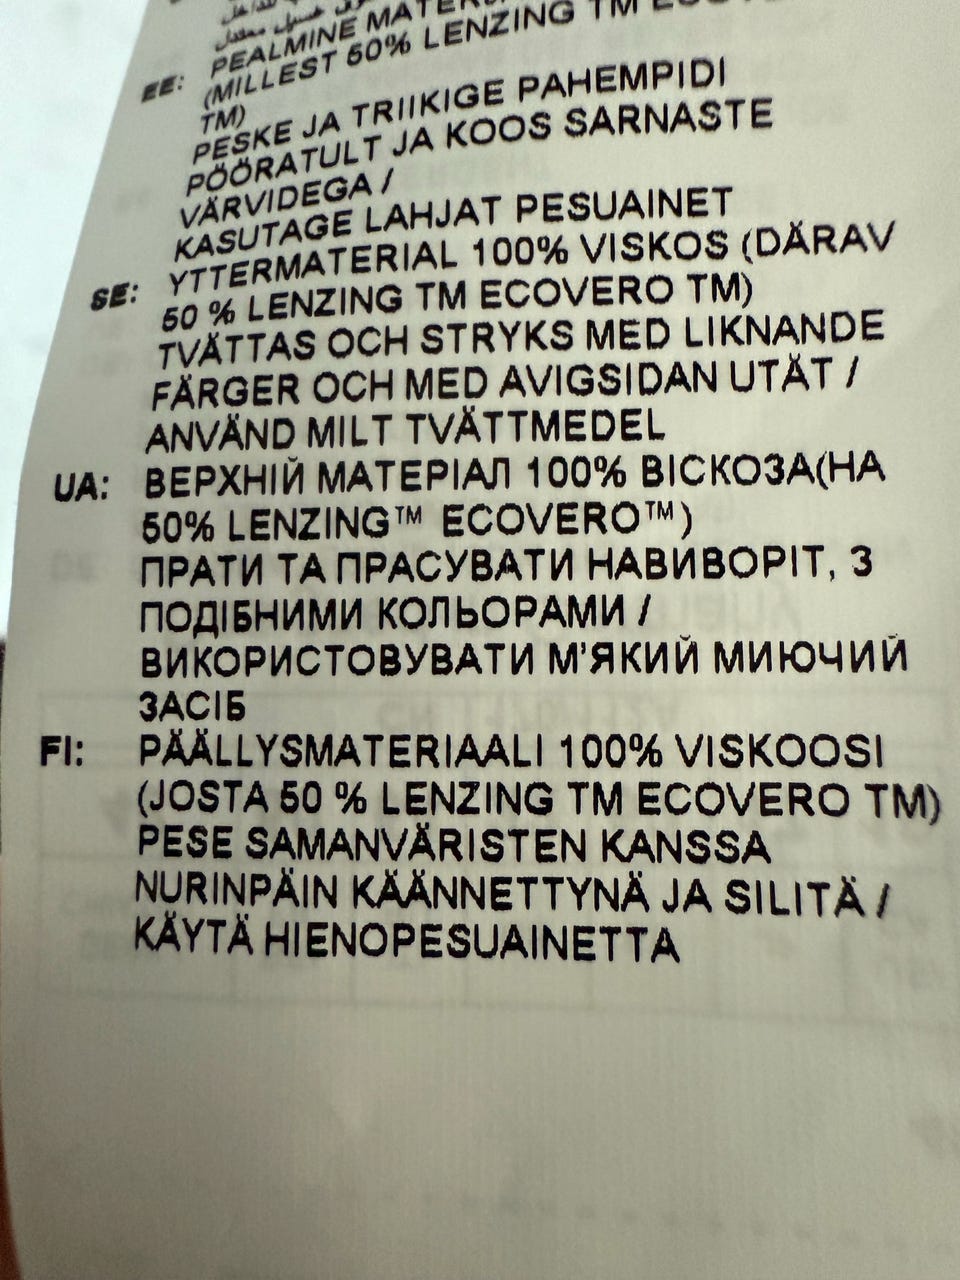 EE: PEALMINE
(MILLEST 50% LENZING TM
TM)
PESKE JA TRIIKIGE PAHEMPIDI
PÖÖRATULT JA KOOS SARNASTE
VÄRVIDEGA /
KASUTAGE LAHJAT PESUAINET
SE: YTTERMATERIAL 100% VISKOS (DÄRAV
50 % LENZING TM ECOVERO TM)
TVÄTTAS OCH STRYKS MED LIKNANDE
FÄRGER OCH MED AVIGSIDAN UTÅT /
ANVÄND MILT TVÄTTMEDEL
UA: ВЕРХНІЙ МАТЕРІАЛ 100% ВІСКОЗА(НА
50% LENZING™ ECOVERO™)
ПРАТИ ТА ПРАСУВАТИ НАВИВОРІТ, З
ПОДІБНИМИ КОЛЬОРАМИ /
ВИКОРИСТОВУВАТИ М'ЯКИЙ МИЮЧИЙ
ЗАСІБ
FI: PÄÄLLYSMATERIAALI 100% VISKOOSI
(JOSTA 50 % LENZING TM ECOVERO TM)
PESE SAMANVÄRISTEN KANSSA
NURINPÄIN KÄÄNNETTYNÄ JA SILITÄ /
KÄYTÄ HIENOPESUAINETTA